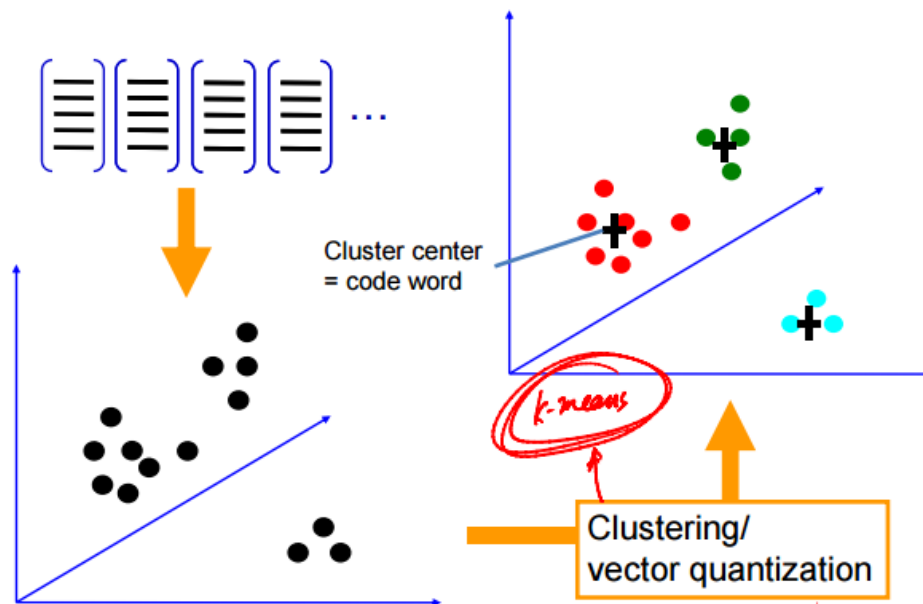 ...
Cluster center
= code word
k-means
Clustering/
vector quantization